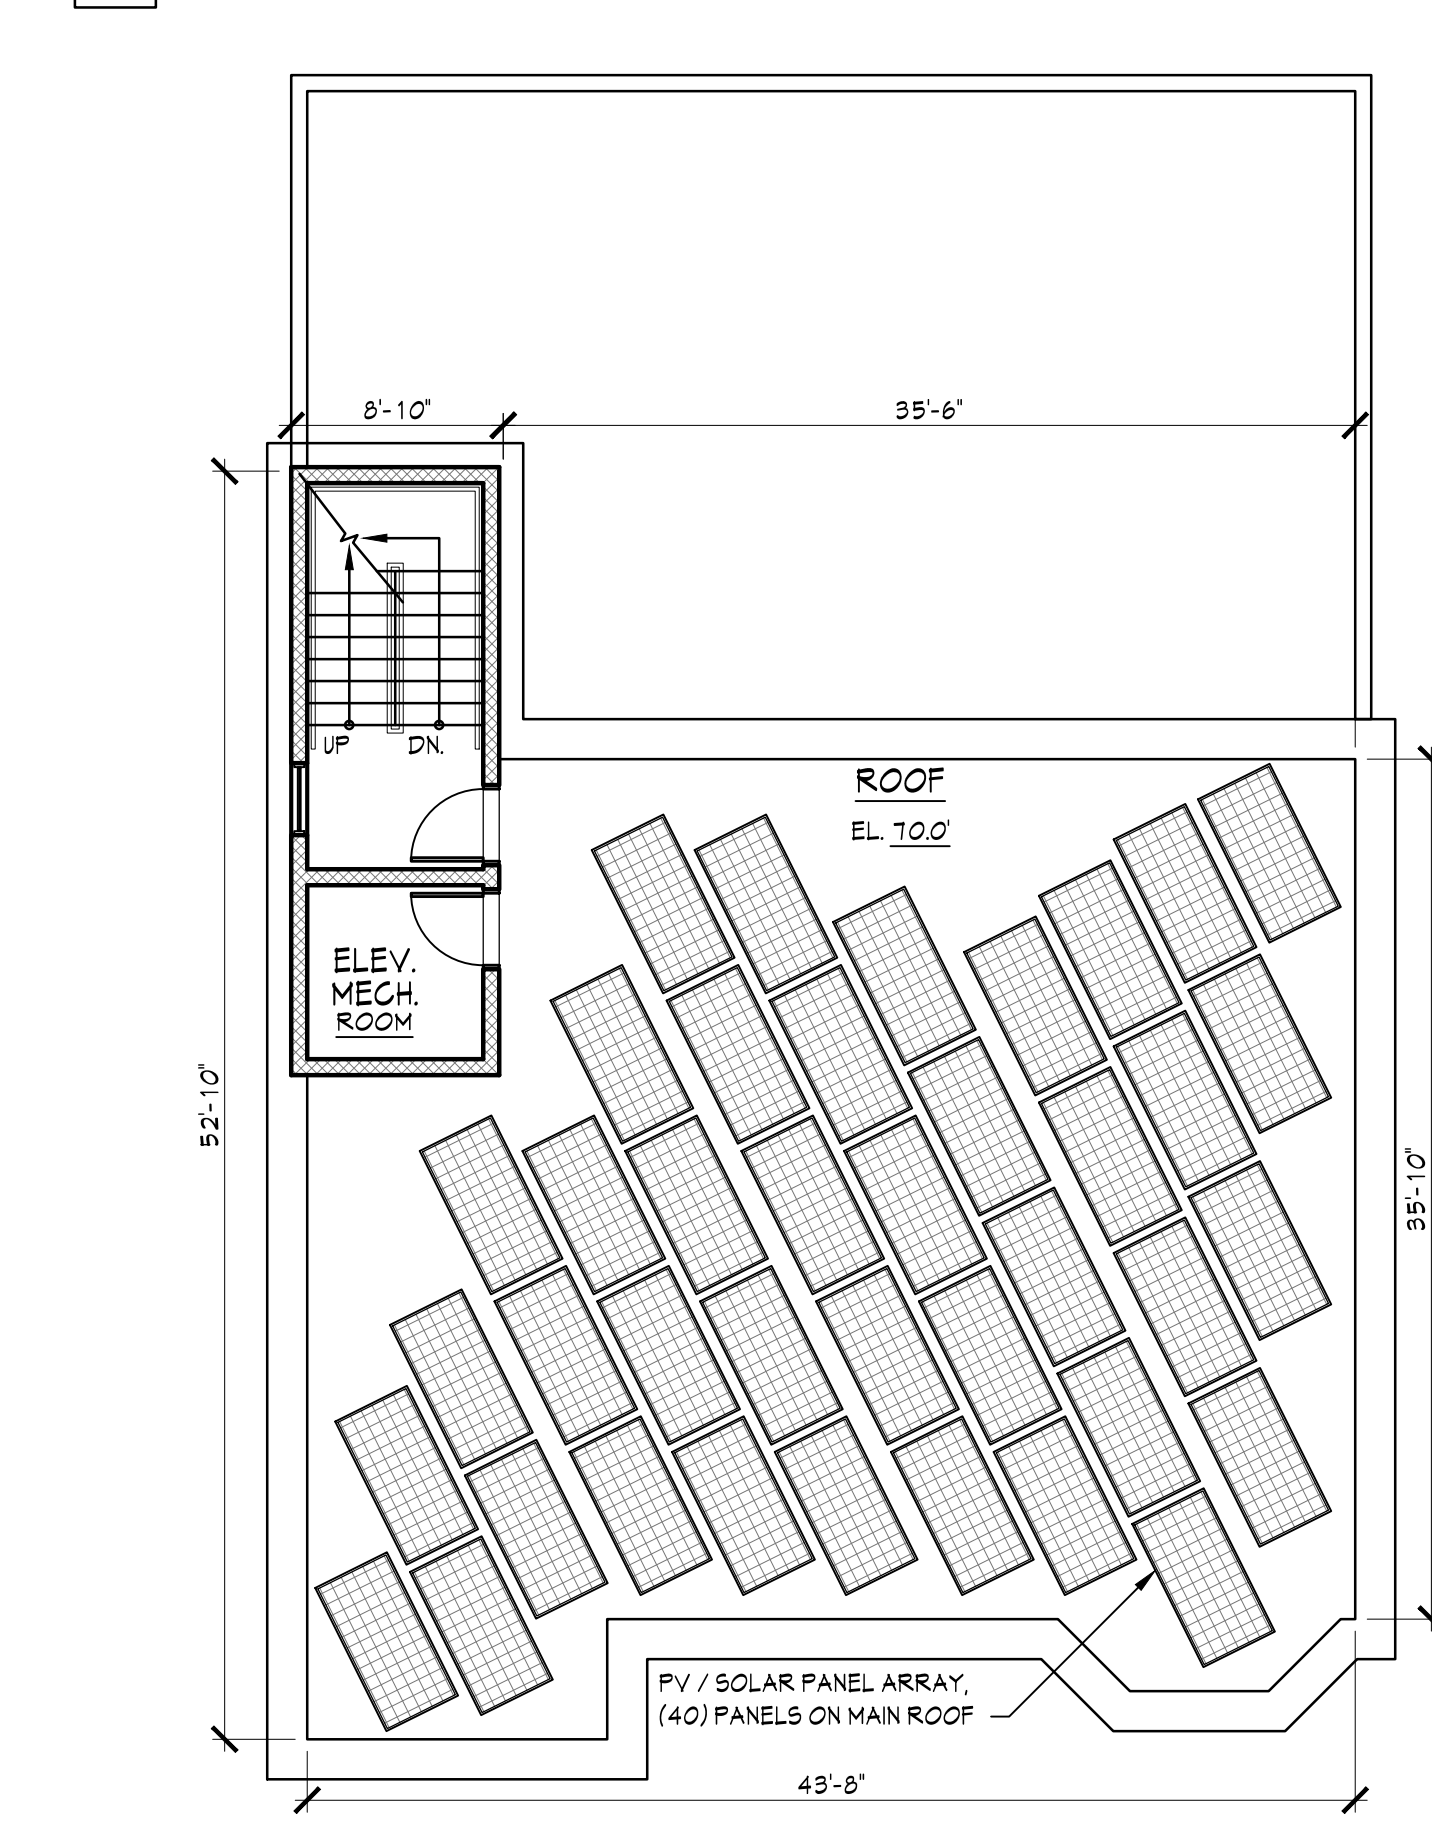 8'-10"
35'-6"
UP
DN.
ROOF
EL. 70.0'
ELEV.
MECH.
ROOM
52'-10"
35'-10"
PV / SOLAR PANEL ARRAY,
(40) PANELS ON MAIN ROOF
43'-8"